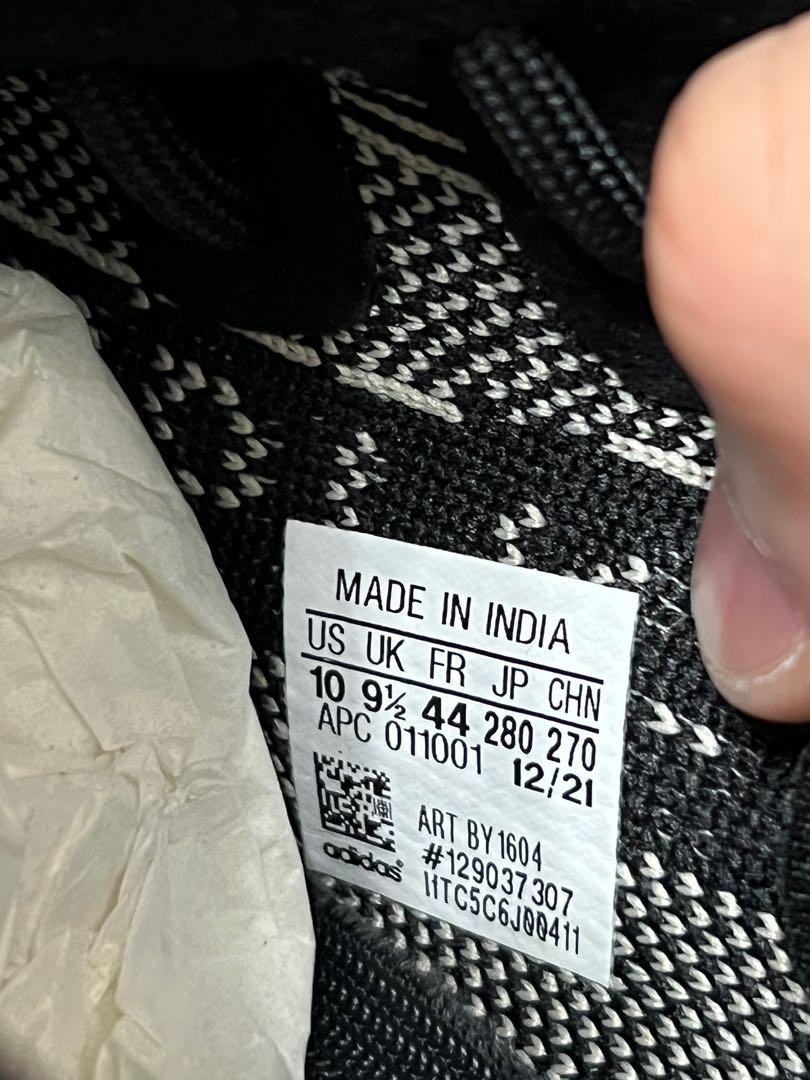 MADE IN INDIA
US UK FR JP CHN
10 9½ 44 280 270
APC 011001 12/21
ART BY1604
#129037307
adidas®